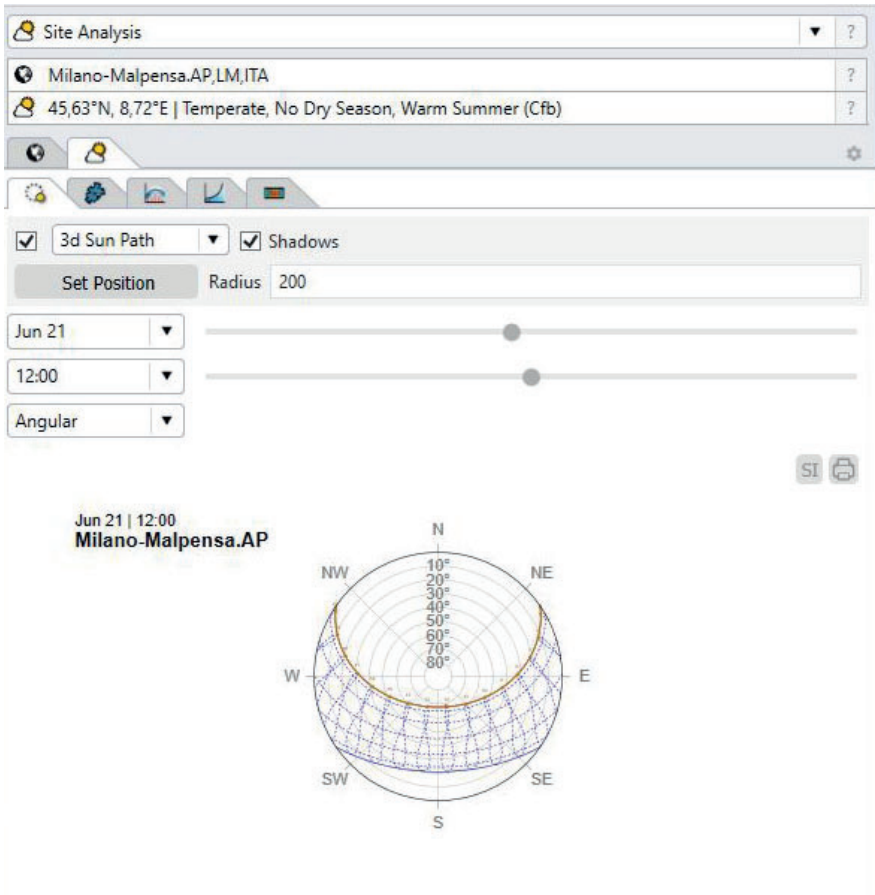 Site Analysis ?
Milano-Malpensa.AP,LM,ITA ?
45,63°N, 8,72°E | Temperate, No Dry Season, Warm Summer (Cfb) ?
3d Sun Path Shadows
Set Position Radius 200
Jun 21
12:00
Angular
SI
Jun 21 | 12:00
Milano-Malpensa.AP
N
NW NE
10°
20°
30°
40°
50°
60°
70°
80°
W E
SW SE
S